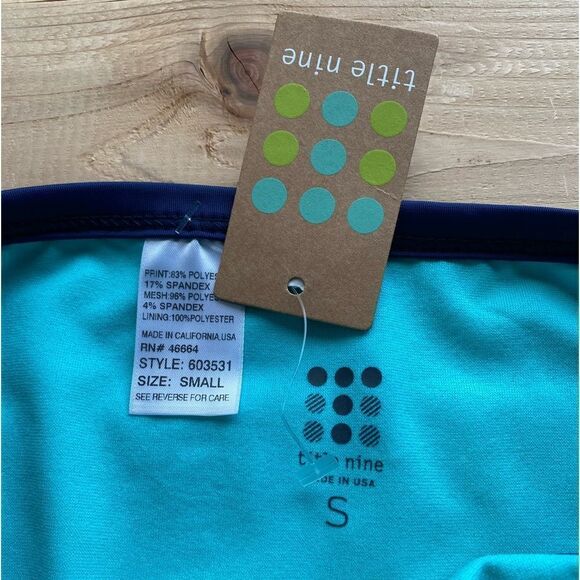 title nine
PRINT:83% POLYES
17% SPANDEX
MESH:96% POLYES
4% SPANDEX
LINING:100%POLYESTER
MADE IN CALIFORNIA,USA
RN# 46664
STYLE: 603531
SIZE: SMALL
SEE REVERSE FOR CARE
title nine
MADE IN USA
S